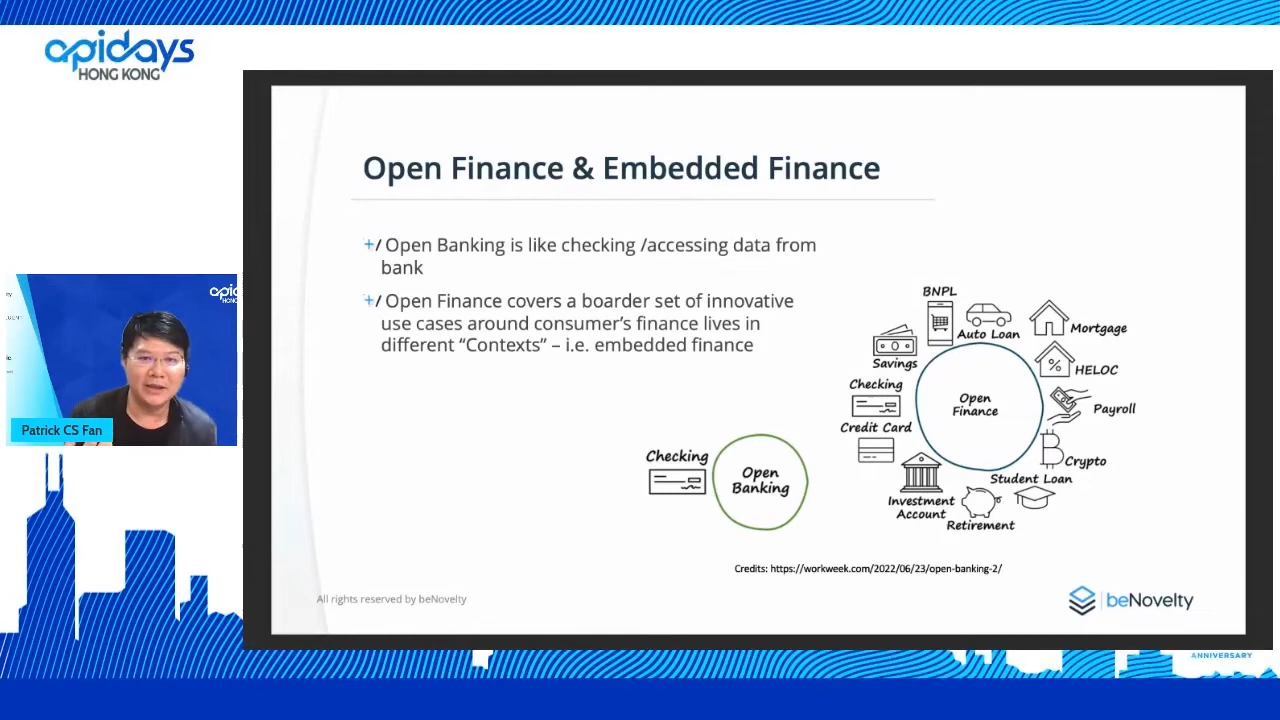 apidays
HONG KONG
Open Finance & Embedded Finance
+/ Open Banking is like checking /accessing data from
bank
+/ Open Finance covers a boarder set of innovative
use cases around consumer's finance lives in
different "Contexts" – i.e. embedded finance
BNPL
Auto Loan
Mortgage
Savings
HELOC
Checking
Open
Finance
Payroll
Credit Card
Crypto
Student Loan
Investment
Account
Retirement
Checking
Open
Banking
Credits: https://workweek.com/2022/06/23/open-banking-2/
All rights reserved by beNovelty
beNovelty
Patrick CS Fan
ANNIVERSARY